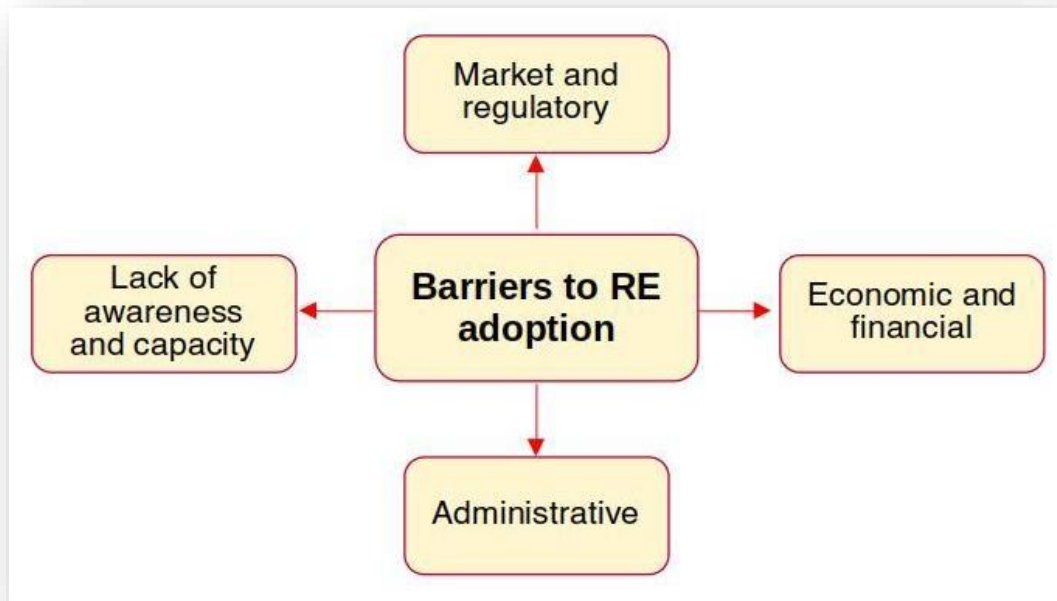 Market and
regulatory
Lack of
awareness
and capacity
Barriers to RE
adoption
Economic and
financial
Administrative